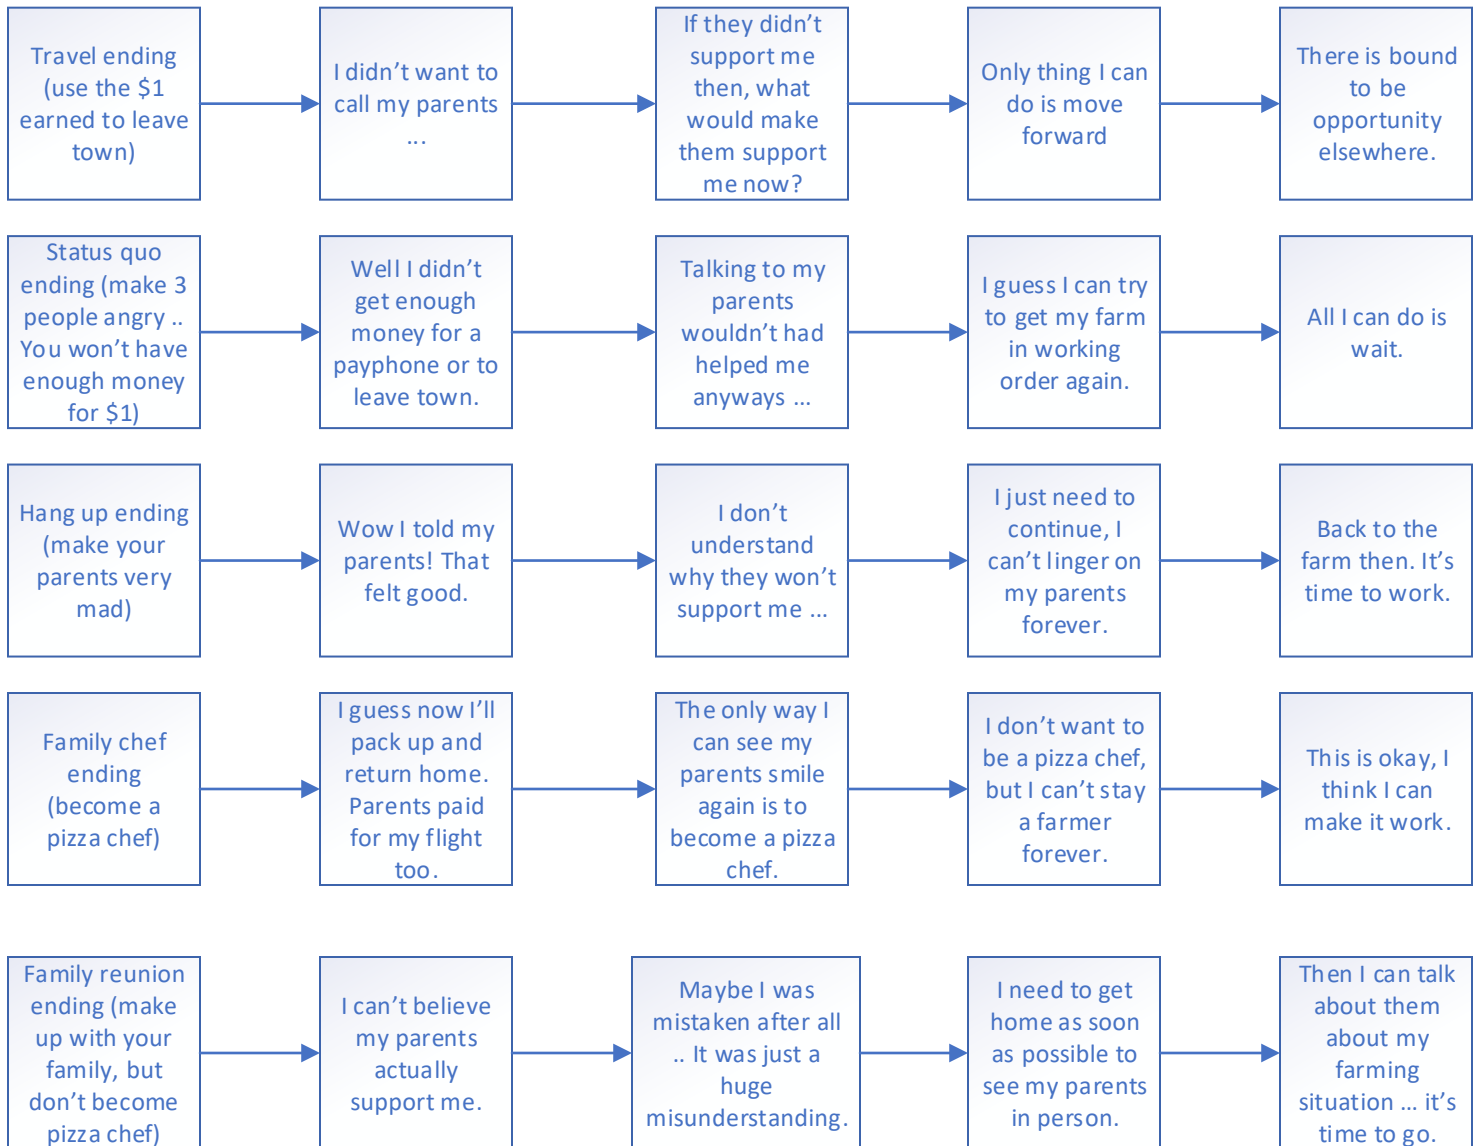 Travel ending
(use the $1
earned to leave
town)
I didn't want to
call my parents
...
If they didn't
support me
then, what
would make
them support
me now?
Only thing I can
do is move
forward
There is bound
to be
opportunity
elsewhere.
Status quo
ending (make 3
people angry ..
You won't have
enough money
for $1)
Well I didn't
get enough
money for a
payphone or to
leave town.
Talking to my
parents
wouldn't had
helped me
anyways ...
I guess I can try
to get my farm
in working
order again.
All I can do is
wait.
Hang up ending
(make your
parents very
mad)
Wow I told my
parents! That
felt good.
I don't
understand
why they won't
support me ...
I just need to
continue, I
can't linger on
my parents
forever.
Back to the
farm then. It's
time to work.
Family chef
ending
(become a
pizza chef)
I guess now I'll
pack up and
return home.
Parents paid
for my flight
too.
The only way I
can see my
parents smile
again is to
become a pizza
chef.
I don't want to
be a pizza chef,
but I can't stay
a farmer
forever.
This is okay, I
think I can
make it work.
Family reunion
ending (make
up with your
family, but
don't become
pizza chef)
I can't believe
my parents
actually
support me.
Maybe I was
mistaken after all
.. It was just a
huge
misunderstanding.
I need to get
home as soon
as possible to
see my parents
in person.
Then I can talk
about them
about my
farming
situation ... it's
time to go.